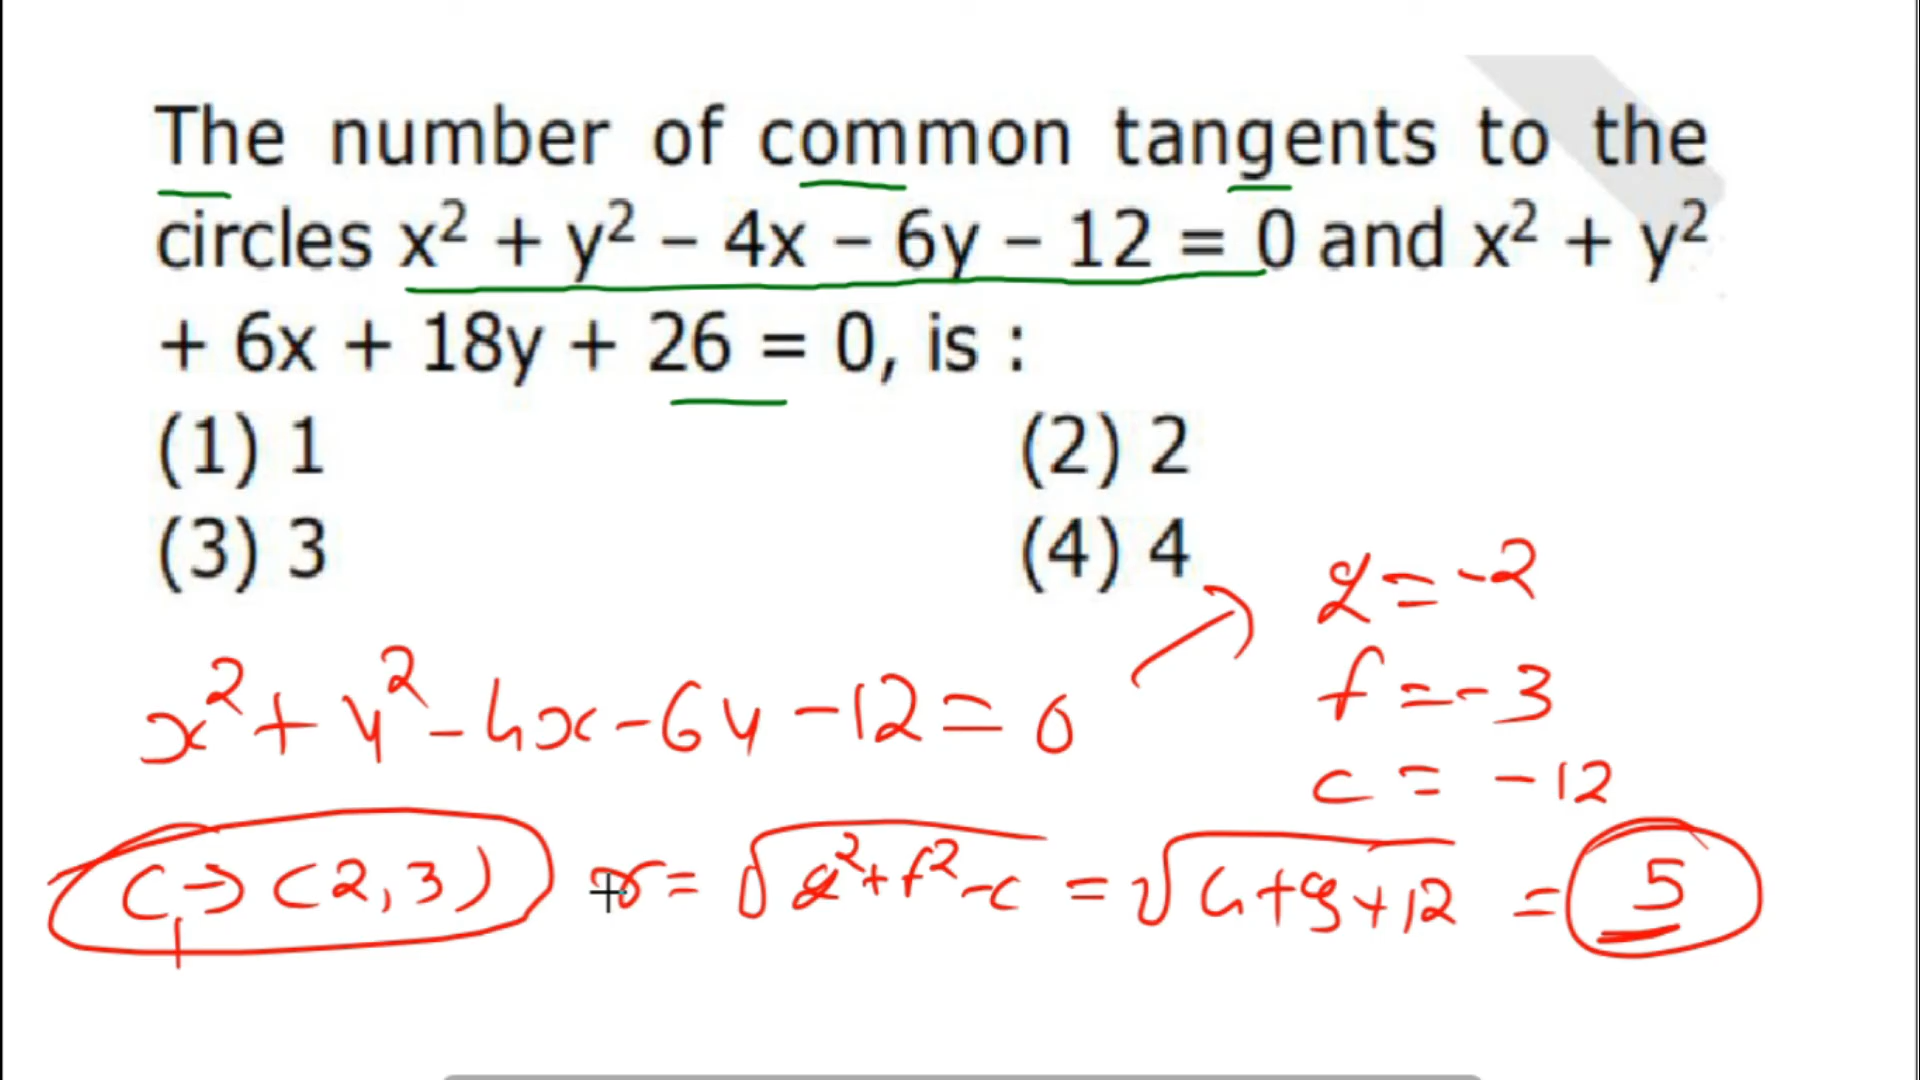 The number of common tangents to the
circles x² + y² – 4x – 6y – 12 = 0 and x² + y²
+ 6x + 18y + 26 = 0, is :
(1) 1 (2) 2
(3) 3 (4) 4
g = -2
f = -3
x² + y² - 4x - 6y - 12 = 0
c = -12
C₁ → (2, 3) r₁ = √(g² + f² - c) = √(4 + 9 + 12) = 5